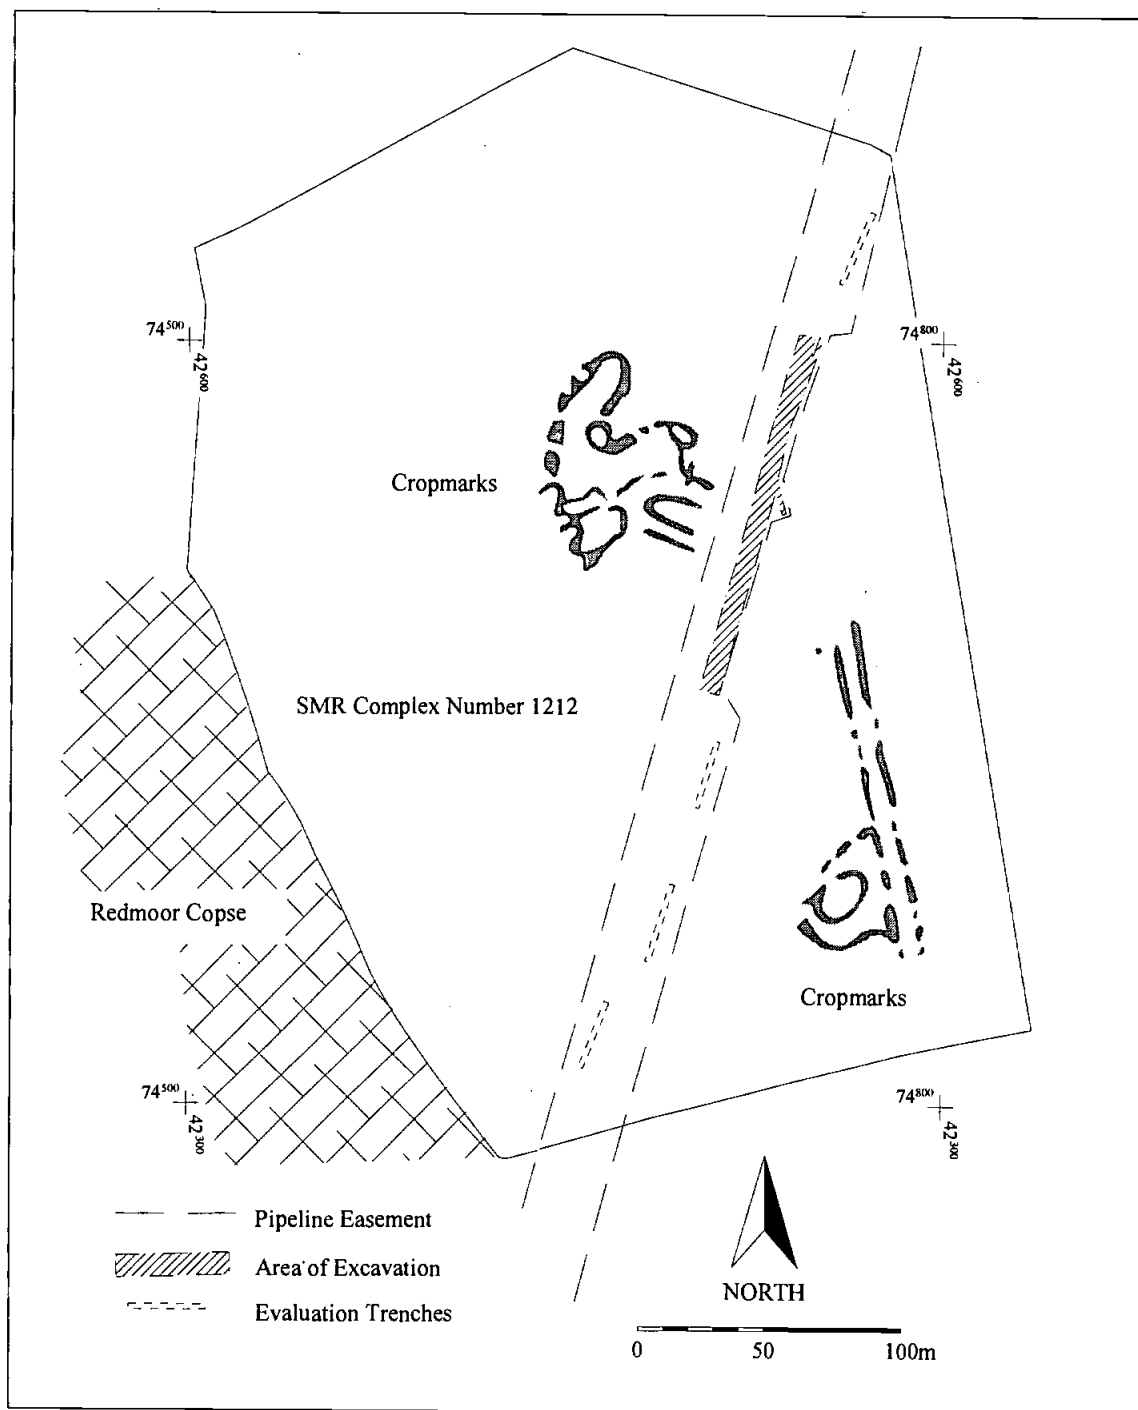 74⁵⁰⁰
42⁶⁰⁰
74⁸⁰⁰
42⁶⁰⁰
Cropmarks
SMR Complex Number 1212
Redmoor Copse
Cropmarks
74⁵⁰⁰
42³⁰⁰
74⁸⁰⁰
42³⁰⁰
Pipeline Easement
Area of Excavation
Evaluation Trenches
NORTH
0 50 100m